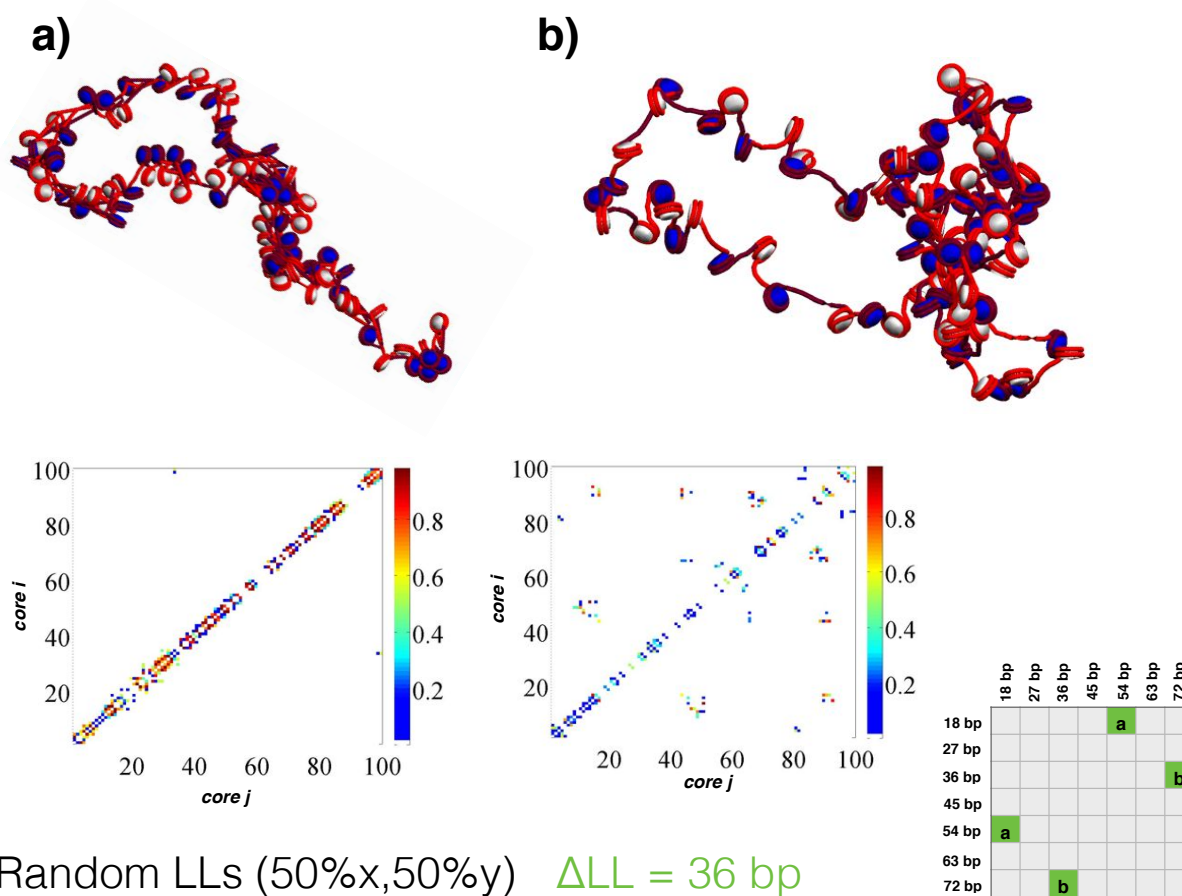 a)
b)
100
80
60
40
20
core i
20 40 60 80 100
core j
0.8
0.6
0.4
0.2
100
80
60
40
20
core i
20 40 60 80 100
core j
0.8
0.6
0.4
0.2
18 bp 27 bp 36 bp 45 bp 54 bp 63 bp 72 bp
18 bp a
27 bp
36 bp b
45 bp
54 bp a
63 bp
72 bp b
Random LLs (50%x,50%y) ΔLL = 36 bp